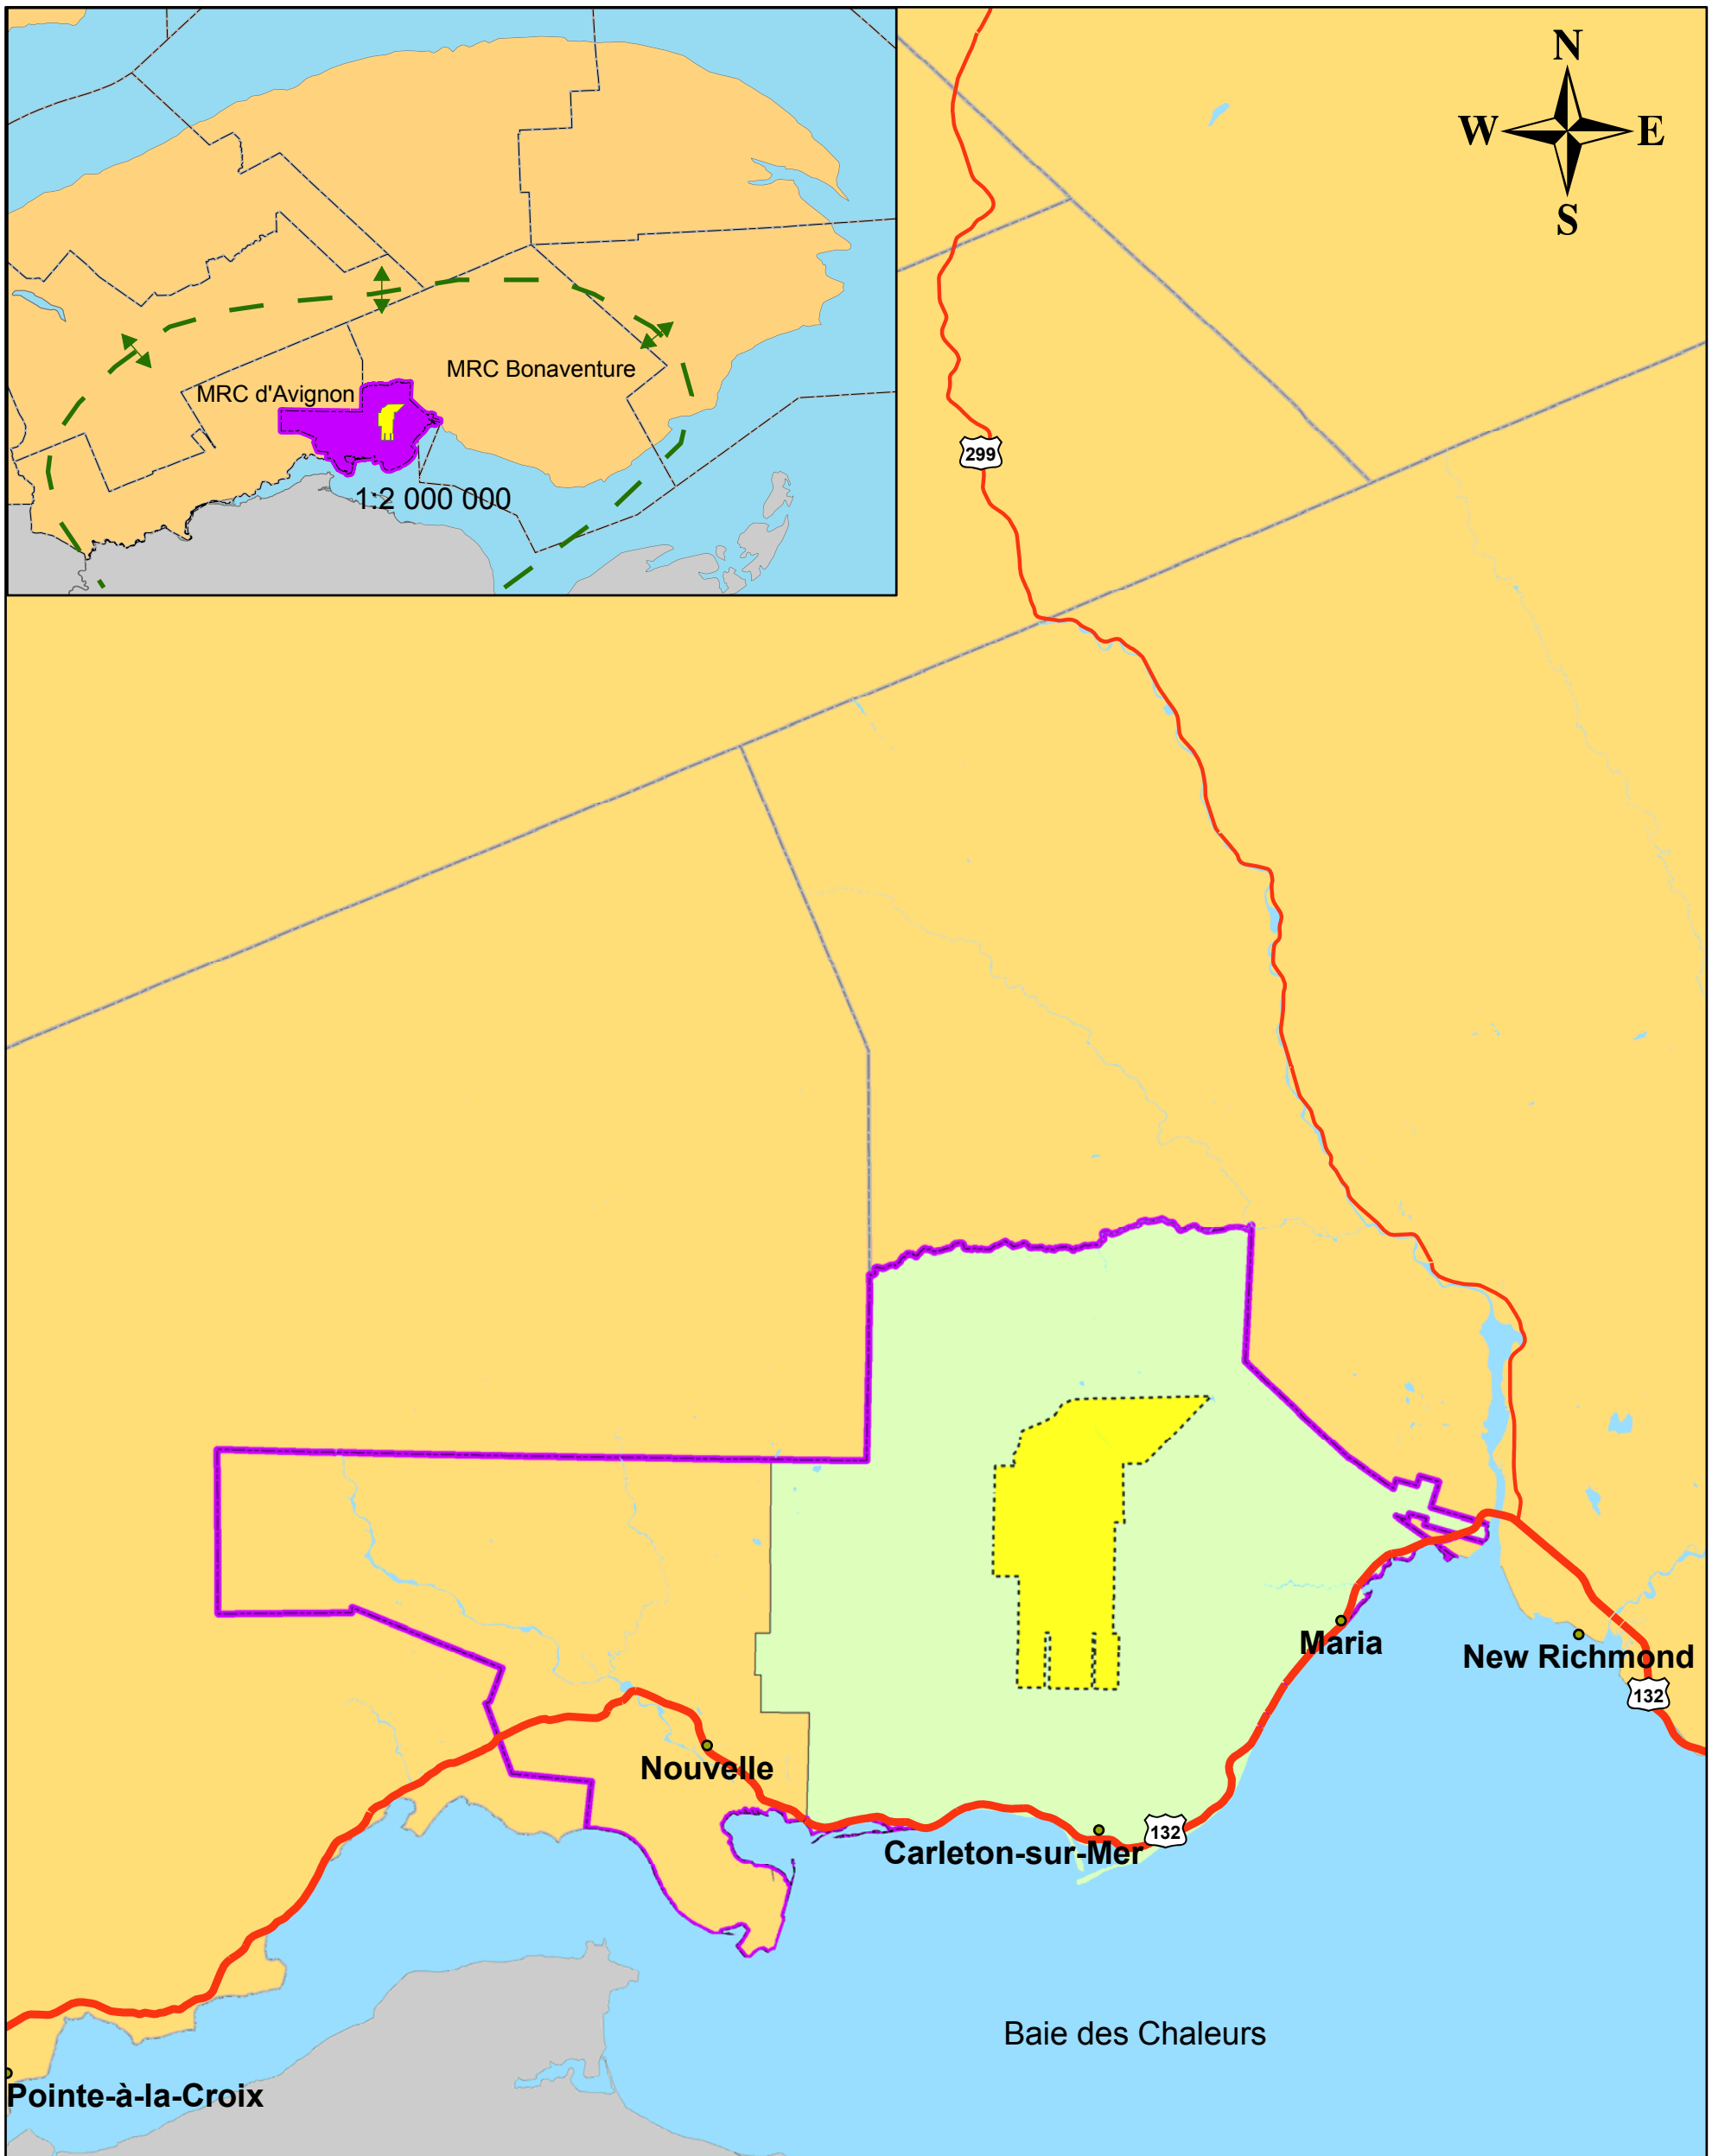 N
W E
S
MRC Bonaventure
MRC d'Avignon
1:2 000 000
299
Maria
New Richmond
132
Nouvelle
132
Carleton-sur-Mer
Baie des Chaleurs
Pointe-à-la-Croix